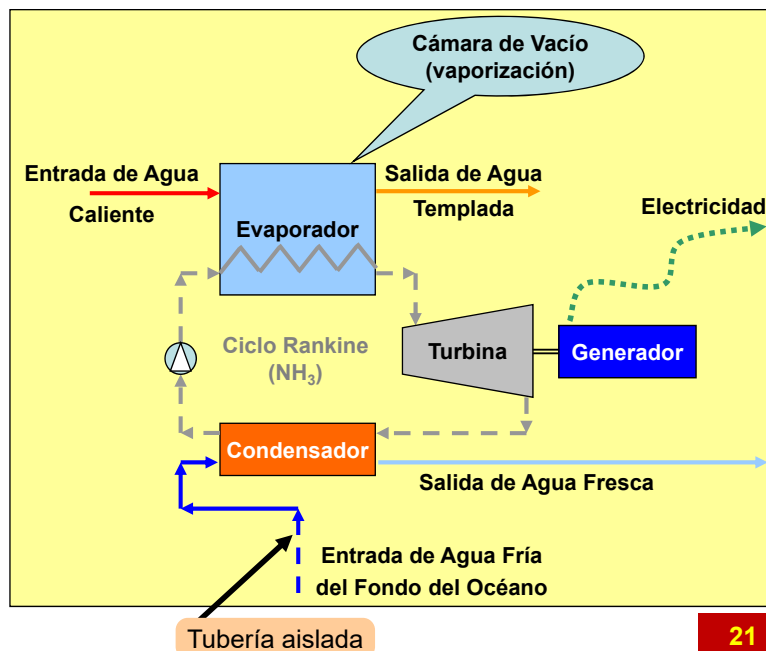 Cámara de Vacío
(vaporización)
Entrada de Agua
Caliente
Salida de Agua
Templada
Electricidad
Evaporador
Ciclo Rankine
(NH₃)
Turbina
Generador
Condensador
Salida de Agua Fresca
Entrada de Agua Fría
del Fondo del Océano
Tubería aislada
21